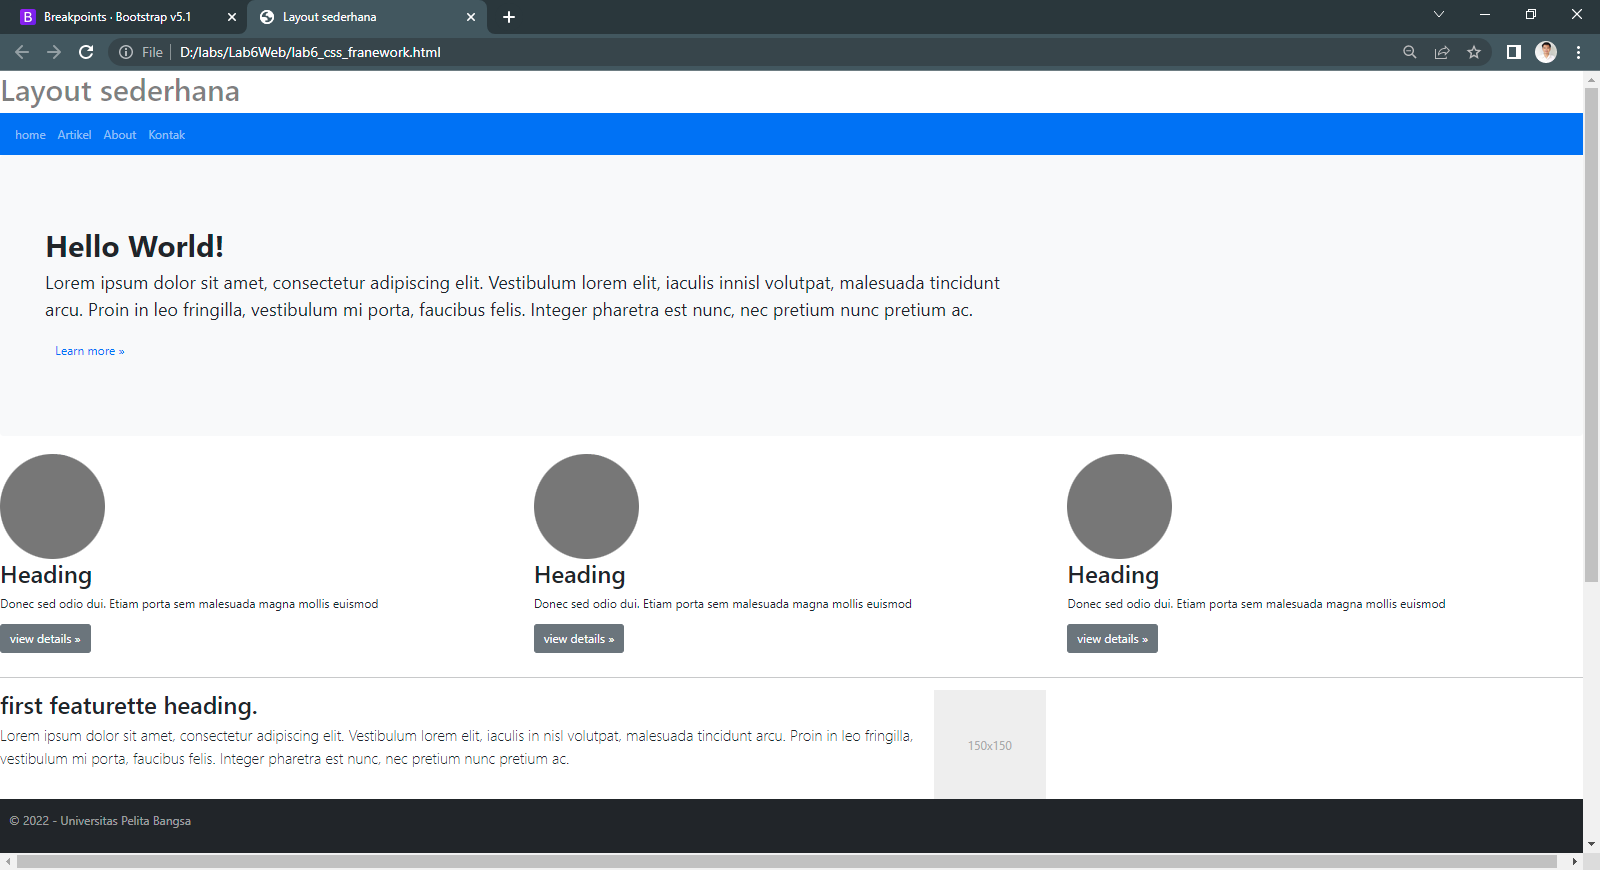 Breakpoints · Bootstrap v5.1
Layout sederhana
File D:/labs/Lab6Web/lab6_css_franework.html
Layout sederhana
home Artikel About Kontak
Hello World!
Lorem ipsum dolor sit amet, consectetur adipiscing elit. Vestibulum lorem elit, iaculis innisl volutpat, malesuada tincidunt
arcu. Proin in leo fringilla, vestibulum mi porta, faucibus felis. Integer pharetra est nunc, nec pretium nunc pretium ac.
Learn more »
Heading
Donec sed odio dui. Etiam porta sem malesuada magna mollis euismod
view details »
Heading
Donec sed odio dui. Etiam porta sem malesuada magna mollis euismod
view details »
Heading
Donec sed odio dui. Etiam porta sem malesuada magna mollis euismod
view details »
first featurette heading.
Lorem ipsum dolor sit amet, consectetur adipiscing elit. Vestibulum lorem elit, iaculis in nisl volutpat, malesuada tincidunt arcu. Proin in leo fringilla,
vestibulum mi porta, faucibus felis. Integer pharetra est nunc, nec pretium nunc pretium ac.
150x150
© 2022 - Universitas Pelita Bangsa